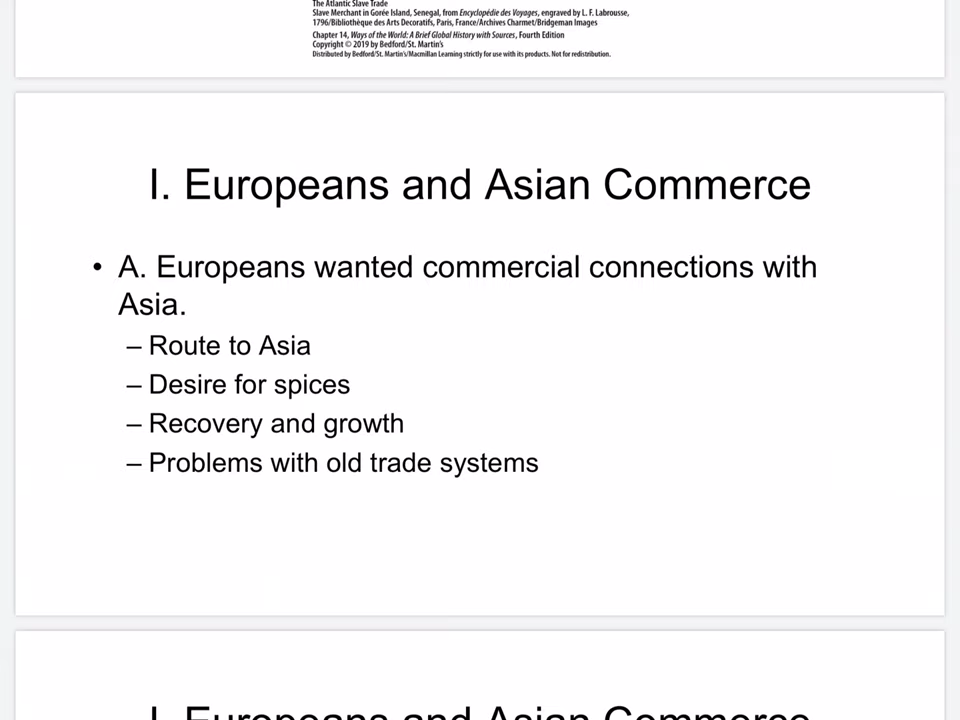 The Atlantic Slave Trade
Slave Merchant in Gorée Island, Senegal, from Encyclopédie des Voyages, engraved by L. F. Labrousse,
1796/Bibliothèque des Arts Decoratifs, Paris, France/Archives Charmet/Bridgeman Images
Chapter 14, Ways of the World: A Brief Global History with Sources, Fourth Edition
Copyright © 2019 by Bedford/St. Martin's
Distributed by Bedford/St. Martin's/Macmillan Learning strictly for use with its products. Not for redistribution.
I. Europeans and Asian Commerce
• A. Europeans wanted commercial connections with
Asia.
– Route to Asia
– Desire for spices
– Recovery and growth
– Problems with old trade systems
I. Europeans and Asian Commerce